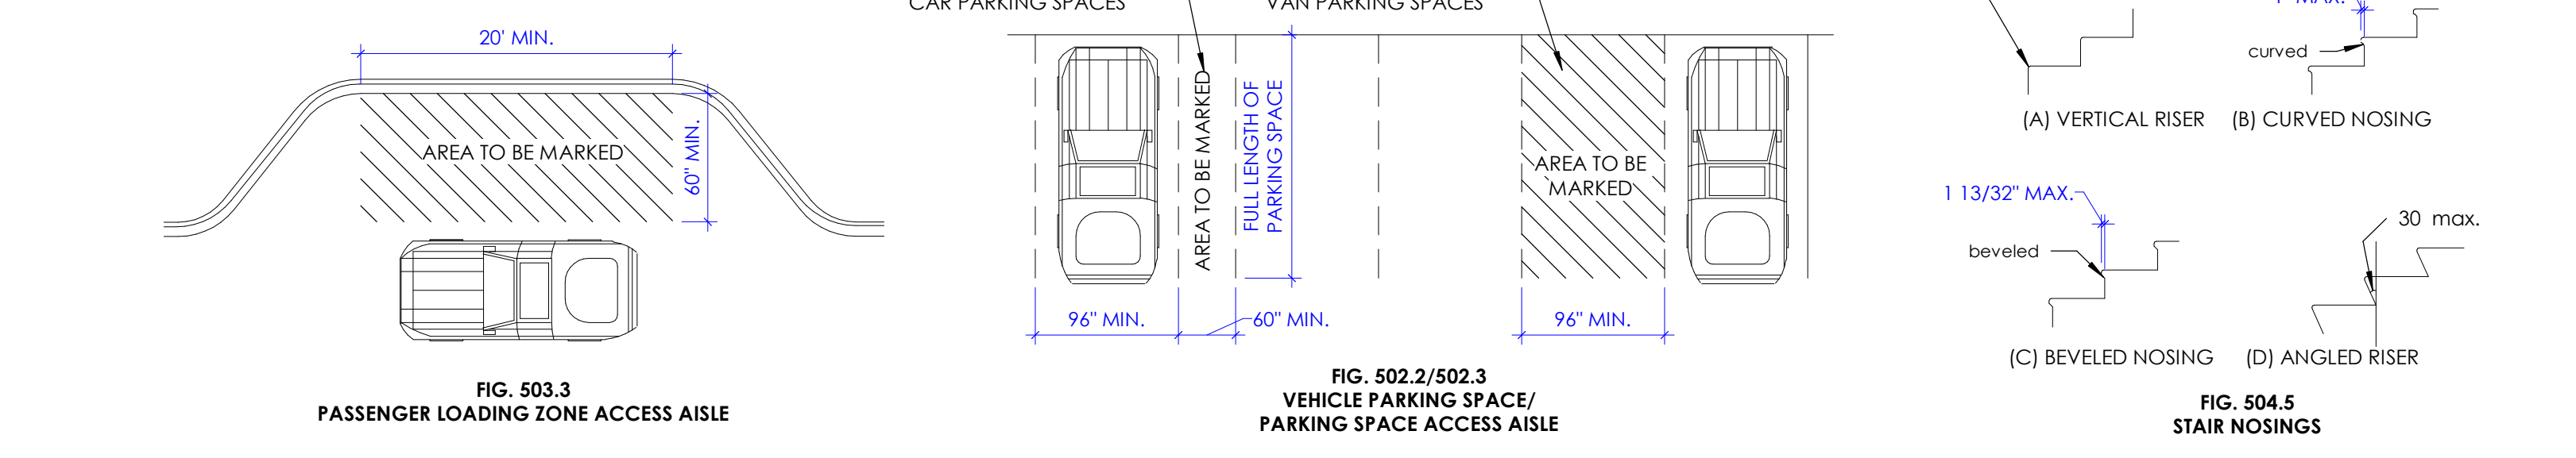 20' MIN.
AREA TO BE MARKED
60" MIN.
FIG. 503.3
PASSENGER LOADING ZONE ACCESS AISLE
CAR PARKING SPACES
VAN PARKING SPACES
AREA TO BE MARKED
FULL LENGTH OF
PARKING SPACE
AREA TO BE
MARKED
96" MIN.
60" MIN.
96" MIN.
FIG. 502.2/502.3
VEHICLE PARKING SPACE/
PARKING SPACE ACCESS AISLE
MAX.
curved
(A) VERTICAL RISER
(B) CURVED NOSING
1 13/32" MAX.
beveled
30 max.
(C) BEVELED NOSING
(D) ANGLED RISER
FIG. 504.5
STAIR NOSINGS